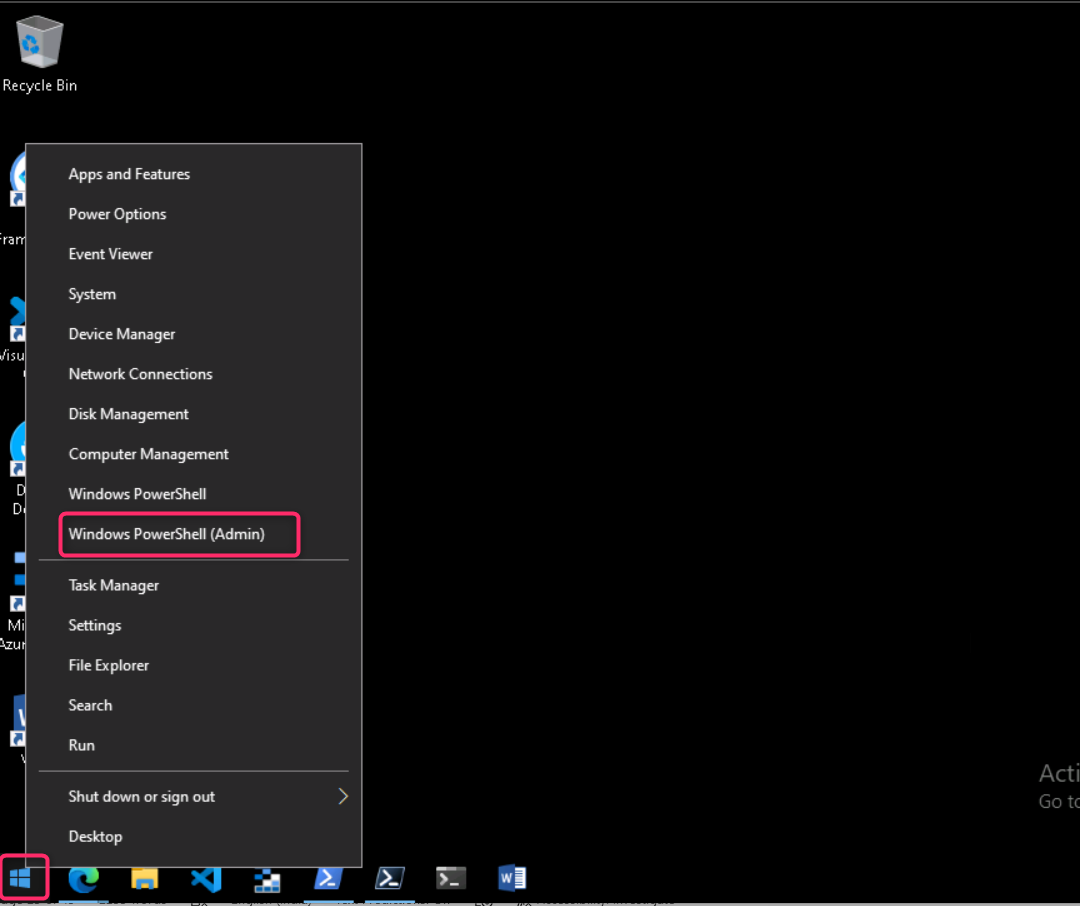 Recycle Bin
Apps and Features
Power Options
Event Viewer
System
Device Manager
Network Connections
Disk Management
Computer Management
Windows PowerShell
Windows PowerShell (Admin)
Task Manager
Settings
File Explorer
Search
Run
Shut down or sign out
Desktop
Fram
Visu
D
De
Mi
Azur
Acti
Go to